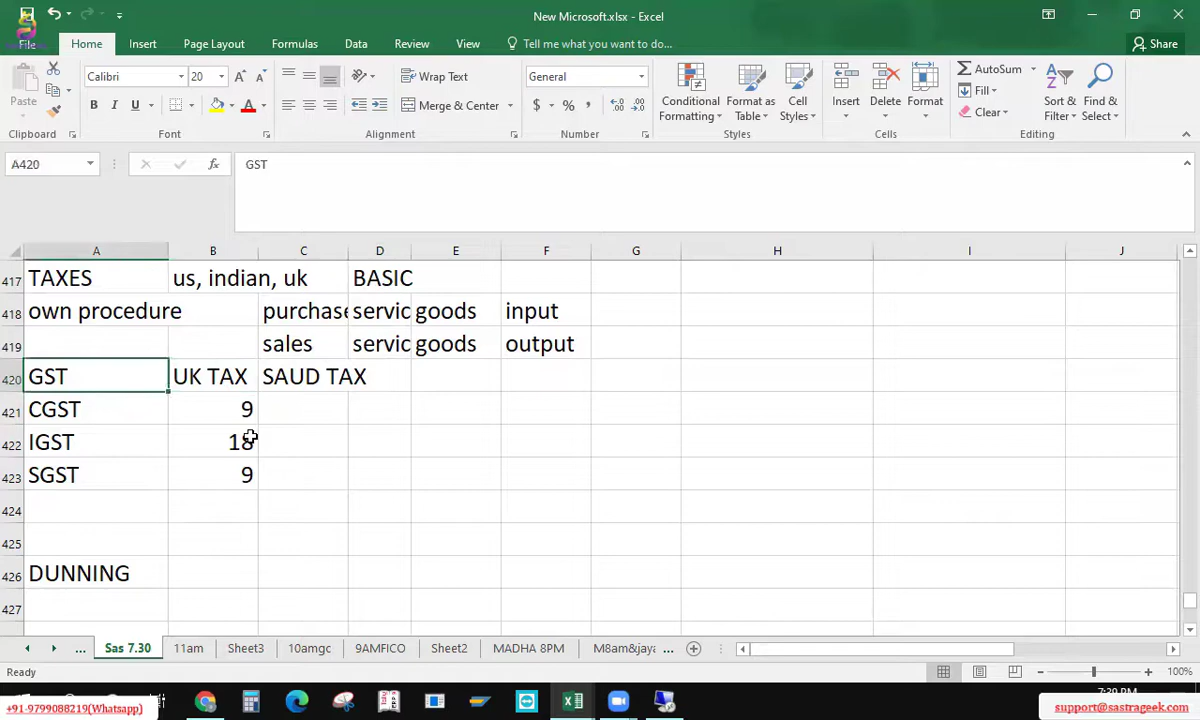 New Microsoft.xlsx - Excel
File Home Insert Page Layout Formulas Data Review View Tell me what you want to do... Share
Paste Calibri 20 Wrap Text General AutoSum
B I U Merge & Center $ % Conditional Formatting Format as Table Cell Styles Insert Delete Format Fill Clear Sort & Filter Find & Select
Clipboard Font Alignment Number Styles Cells Editing
A420 fx GST
A B C D E F G H I J
417 TAXES us, indian, uk BASIC
418 own procedure purchase servic goods input
419 sales servic goods output
420 GST UK TAX SAUD TAX
421 CGST 9
422 IGST 18
423 SGST 9
424
425
426 DUNNING
427
... Sas 7.30 11am Sheet3 10amgc 9AMFICO Sheet2 MADHA 8PM M8am&jaya ...
Ready 100%
+91-9799088219(Whatsapp) support@sastrageek.com